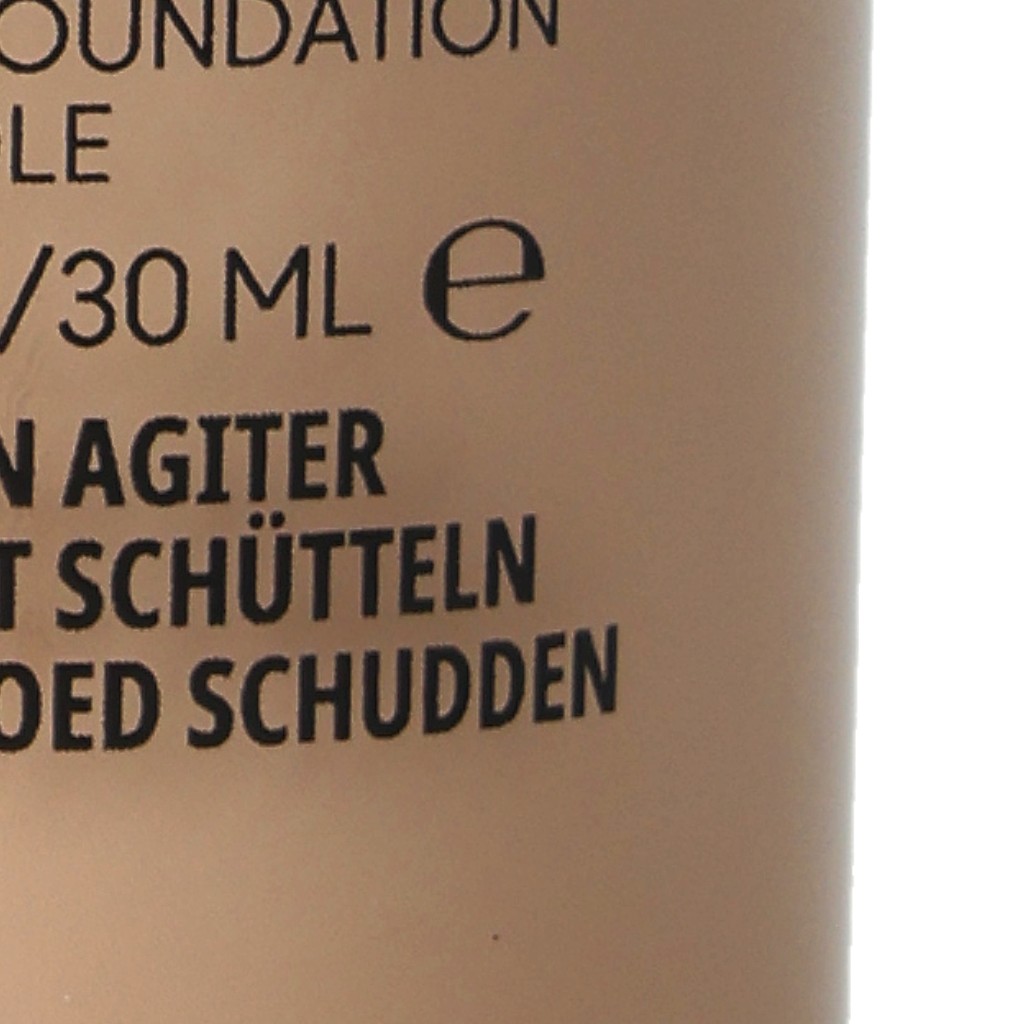 OUNDATION
LE
/30 ML ℮
N AGITER
T SCHÜTTELN
OED SCHUDDEN